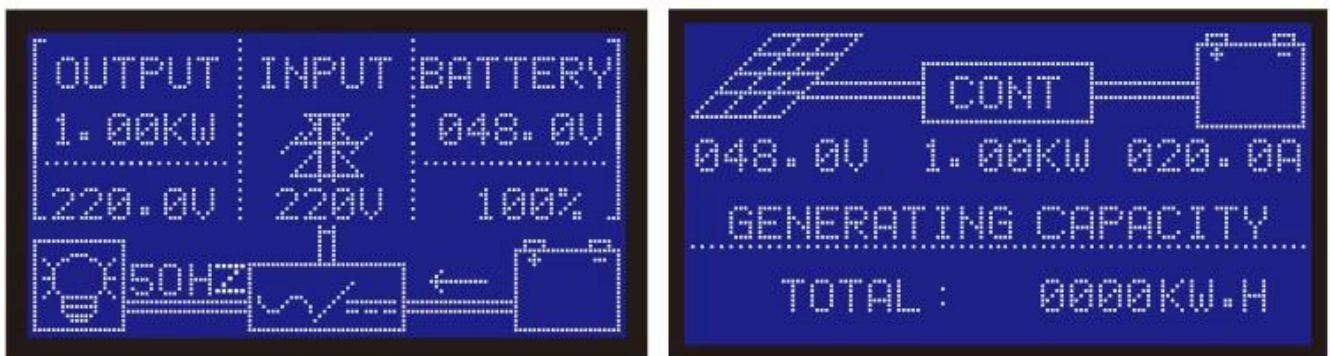 OUTPUT INPUT BATTERY
1.00KW 048.0V
220.0V 220V 100%
50HZ
CONT
048.0V 1.00KW 020.0A
GENERATING CAPACITY
TOTAL: 0000KW.H